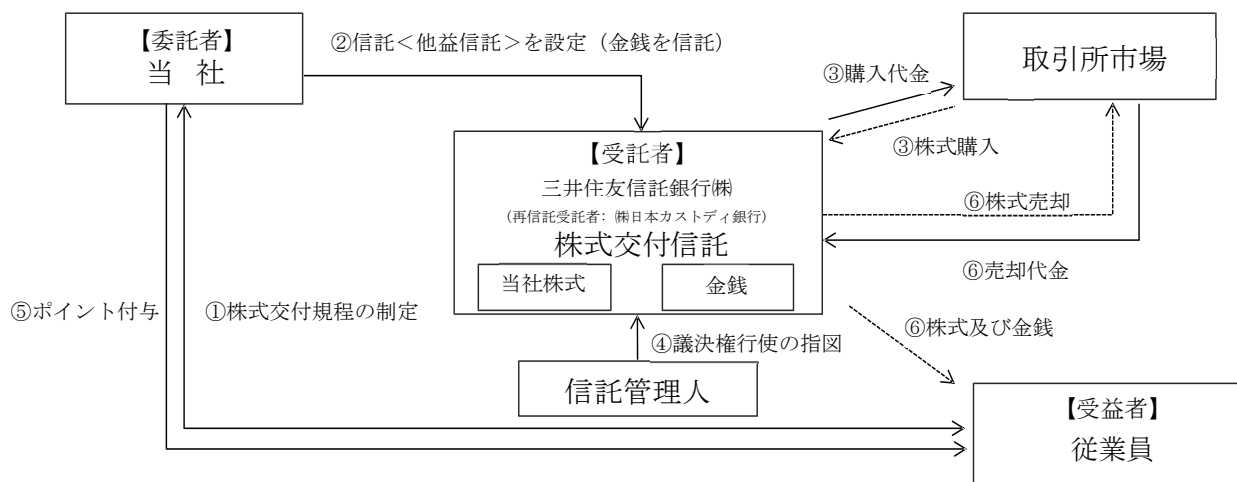 【委託者】
当 社
②信託<他益信託>を設定（金銭を信託）
取引所市場
③購入代金
③株式購入
【受託者】
三井住友信託銀行㈱
（再信託受託者：㈱日本カストディ銀行）
株式交付信託
当社株式
金銭
⑥株式売却
⑥売却代金
⑤ポイント付与
①株式交付規程の制定
④議決権行使の指図
⑥株式及び金銭
信託管理人
【受益者】
従業員